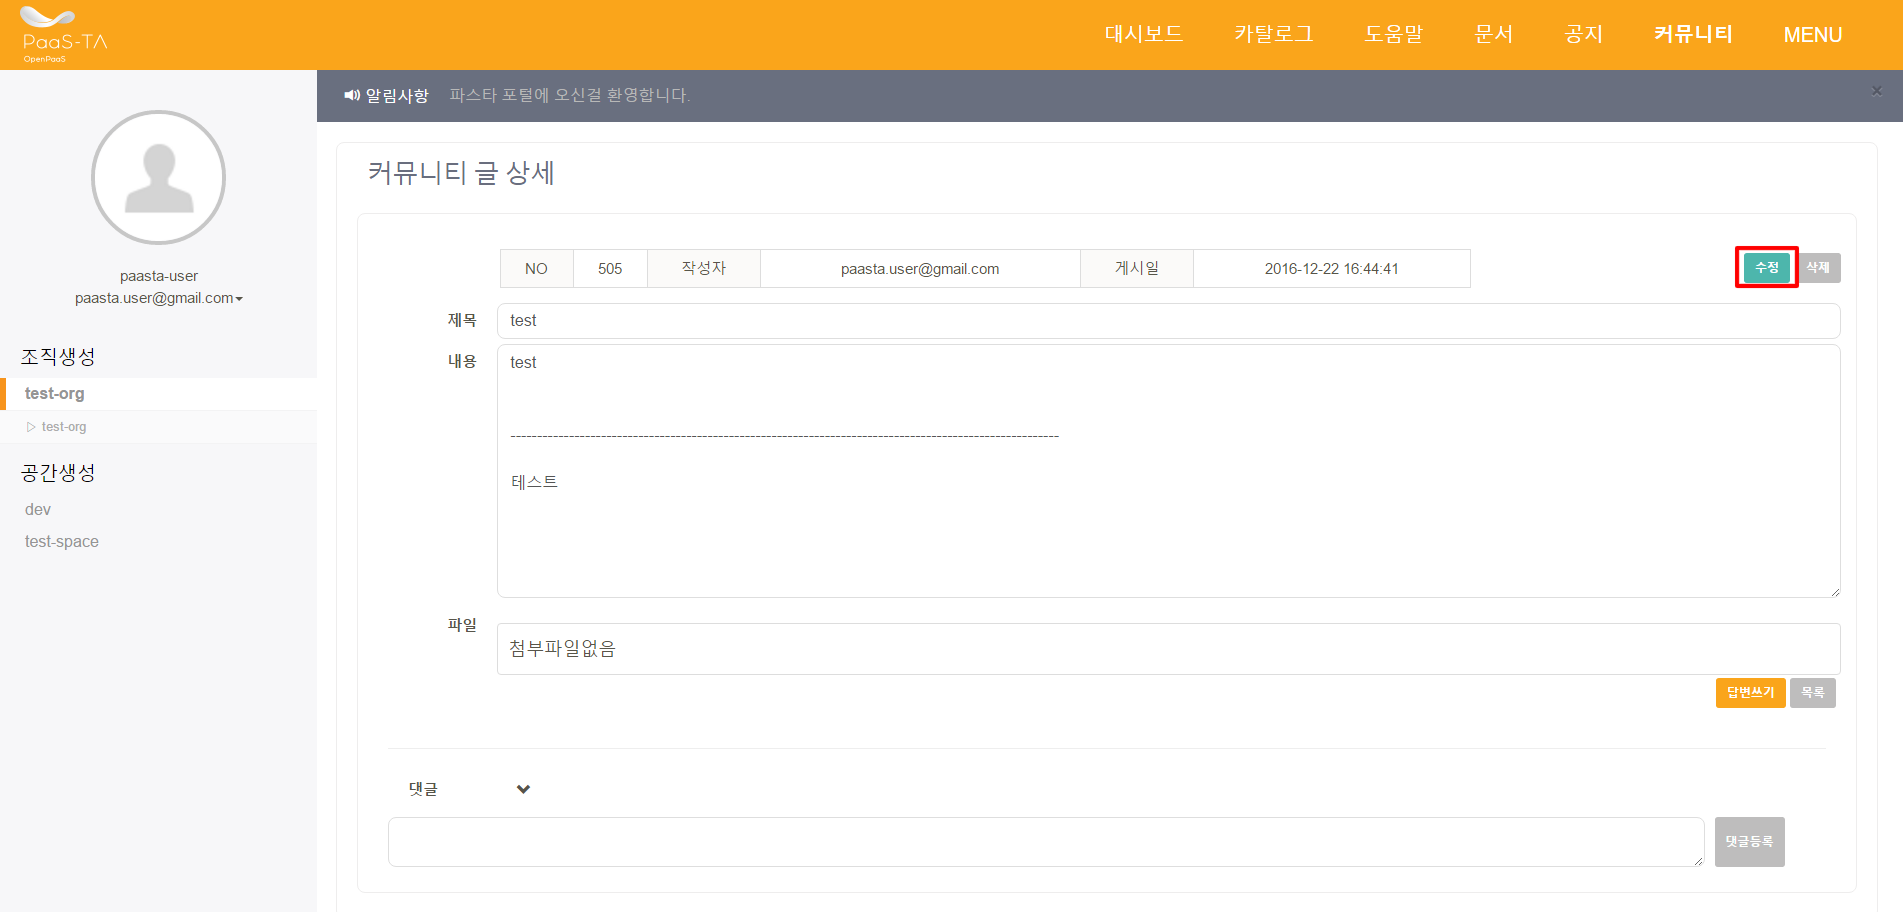 PaaS-TA
OpenPaaS
대시보드 카탈로그 도움말 문서 공지 커뮤니티 MENU
알림사항 파스타 포털에 오신걸 환영합니다. ×
paasta-user
paasta.user@gmail.com
조직생성
test-org
test-org
공간생성
dev
test-space
커뮤니티 글 상세
NO 505 작성자 paasta.user@gmail.com 게시일 2016-12-22 16:44:41 수정 삭제
제목 test
내용 test
-------------------------------------------------------------------------------------------------------
테스트
파일 첨부파일없음
답변쓰기 목록
댓글
댓글등록